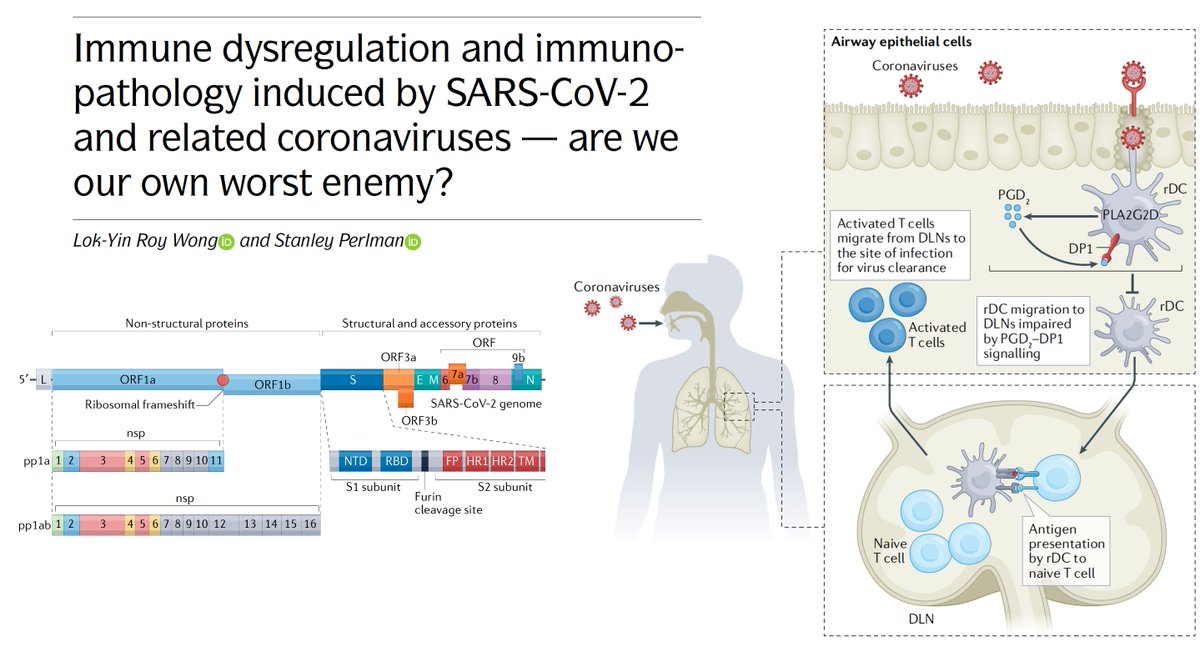 Immune dysregulation and immuno-
pathology induced by SARS-CoV-2
and related coronaviruses — are we
our own worst enemy?
Lok-Yin Roy Wong iD and Stanley Perlman iD
Non-structural proteins
Structural and accessory proteins
ORF
ORF3a
9b
5′ L ORF1a ORF1b S E M 6 7a 7b 8 N
Ribosomal frameshift
SARS-CoV-2 genome
ORF3b
nsp
pp1a 1 2 3 4 5 6 7 8 9 10 11
NTD RBD FP HR1 HR2 TM
S1 subunit
S2 subunit
Furin
cleavage site
nsp
pp1ab 1 2 3 4 5 6 7 8 9 10 12 13 14 15 16
Coronaviruses
Airway epithelial cells
Coronaviruses
rDC
PGD₂
PLA2G2D
DP1
Activated T cells
migrate from DLNs to
the site of infection
for virus clearance
Activated
T cells
rDC migration to
DLNs impaired
by PGD₂–DP1
signalling
rDC
Naive
T cell
Antigen
presentation
by rDC to
naive T cell
DLN